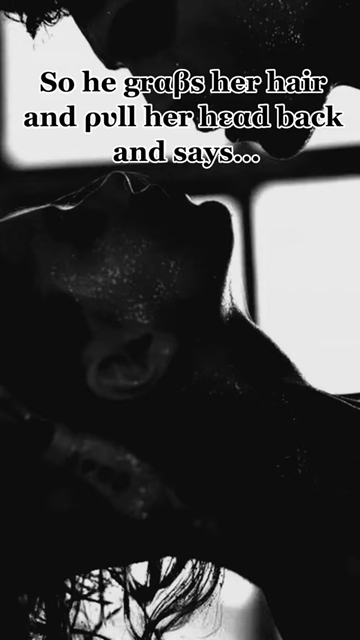 So he grαβs her hair
and ρυll her hεαd back
and says...